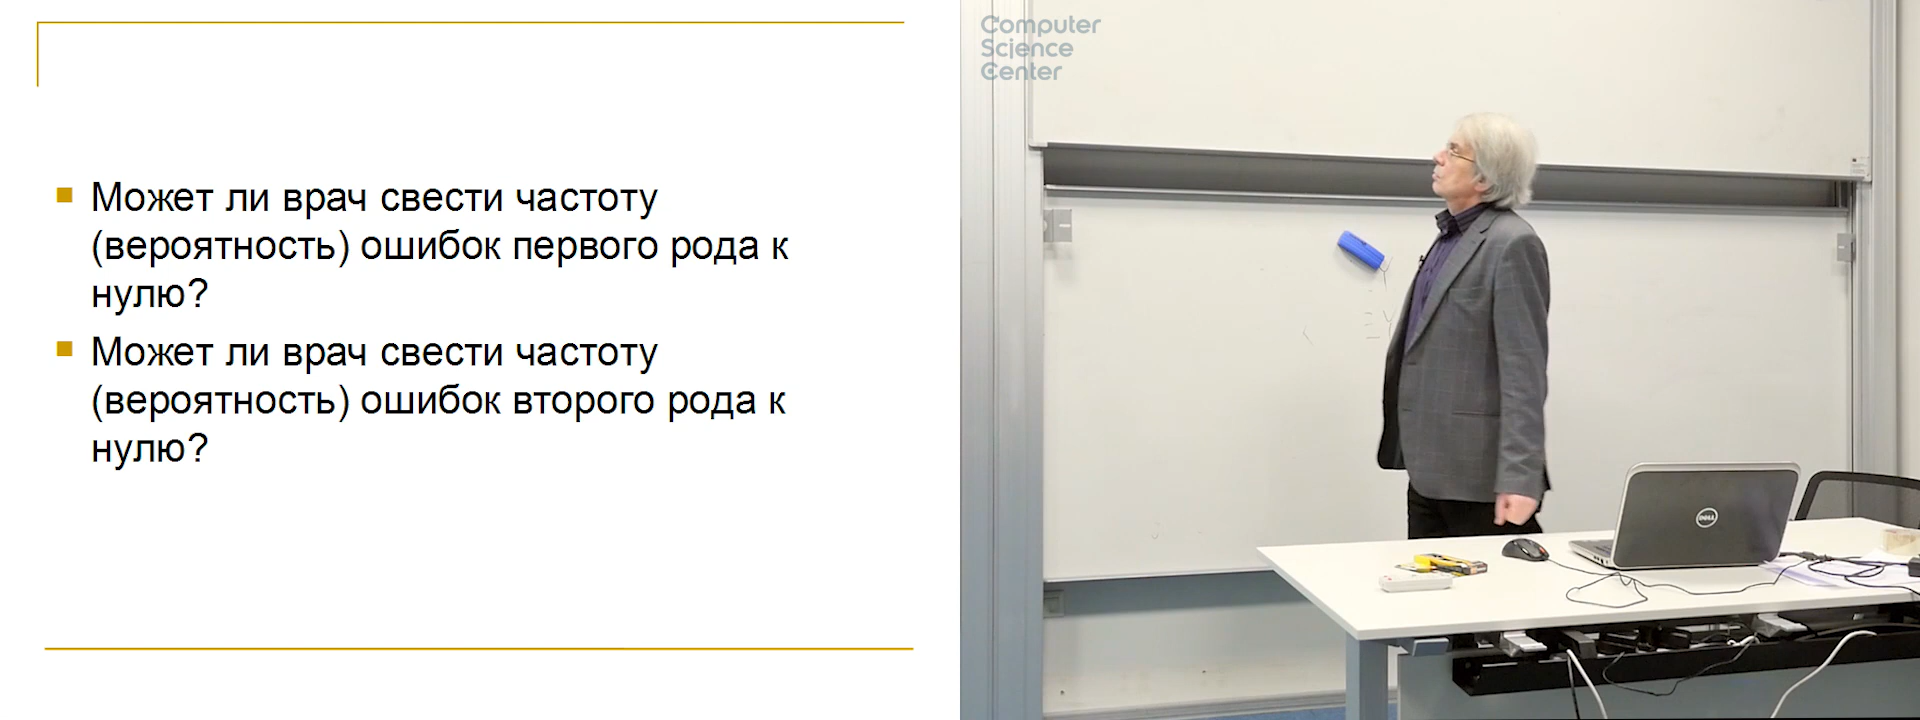 Может ли врач свести частоту
(вероятность) ошибок первого рода к
нулю?
Может ли врач свести частоту
(вероятность) ошибок второго рода к
нулю?
Computer
Science
Center
DELL